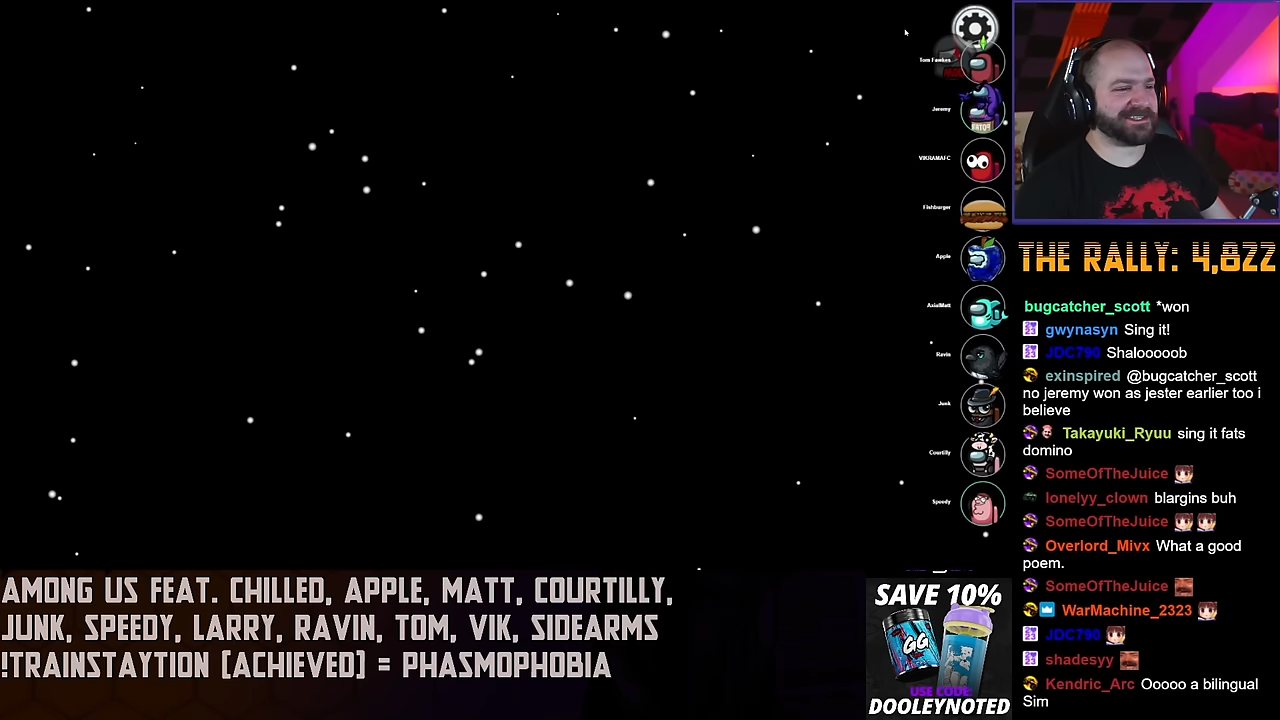 Tom Fawkes
Jeremy
VIKRAMAFC
Fishburger
Apple
AxialMatt
Ravin
Junk
Courtilly
Speedy
THE RALLY: 4,822
bugcatcher_scott *won
gwynasyn Sing it!
JDC790 Shalooooob
exinspired @bugcatcher_scott
no jeremy won as jester earlier too i
believe
Takayuki_Ryuu sing it fats
domino
SomeOfTheJuice
lonelyy_clown blargins buh
SomeOfTheJuice
Overlord_Mivx What a good
poem.
SomeOfTheJuice
WarMachine_2323
JDC790
shadesyy
Kendric_Arc Ooooo a bilingual
Sim
AMONG US FEAT. CHILLED, APPLE, MATT, COURTILLY,
JUNK, SPEEDY, LARRY, RAVIN, TOM, VIK, SIDEARMS
!TRAINSTAYTION [ACHIEVED] = PHASMOPHOBIA
SAVE 10%
GG
USE CODE:
DOOLEYNOTED